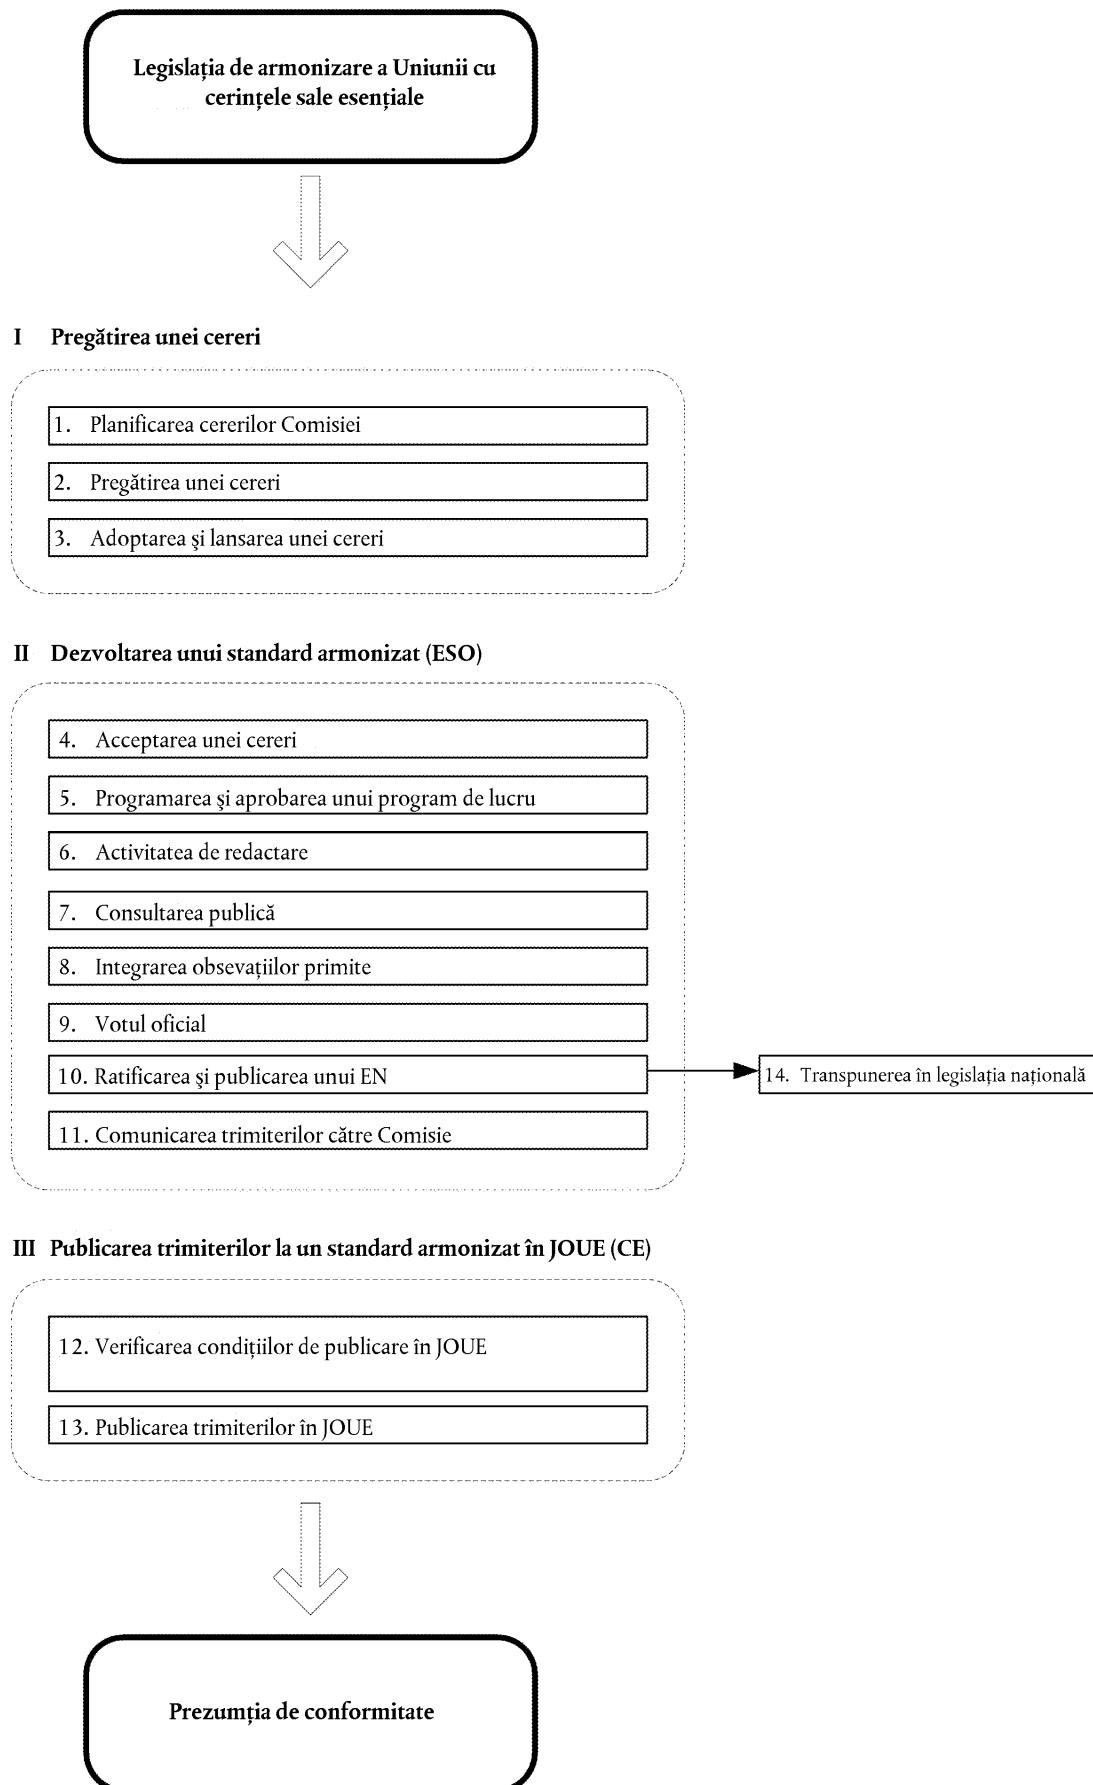 Legislația de armonizare a Uniunii cu
cerințele sale esențiale
I Pregătirea unei cereri
1. Planificarea cererilor Comisiei
2. Pregătirea unei cereri
3. Adoptarea şi lansarea unei cereri
II Dezvoltarea unui standard armonizat (ESO)
4. Acceptarea unei cereri
5. Programarea şi aprobarea unui program de lucru
6. Activitatea de redactare
7. Consultarea publică
8. Integrarea obsevațiilor primite
9. Votul oficial
10. Ratificarea şi publicarea unui EN
14. Transpunerea în legislația națională
11. Comunicarea trimiterilor către Comisie
III Publicarea trimiterilor la un standard armonizat în JOUE (CE)
12. Verificarea condițiilor de publicare în JOUE
13. Publicarea trimiterilor în JOUE
Prezumția de conformitate